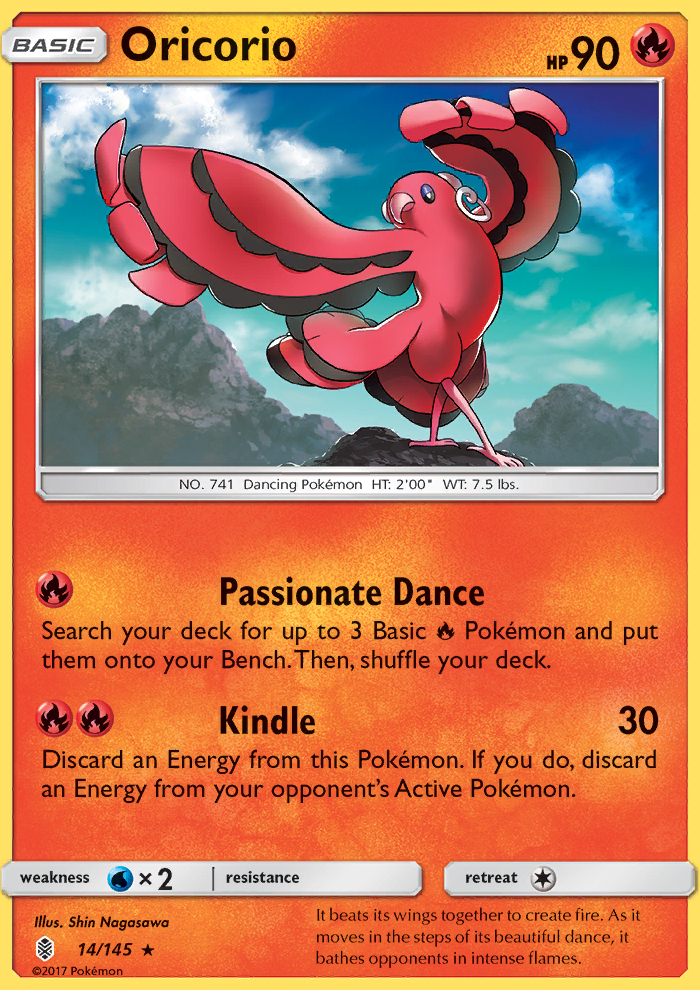 BASIC
Oricorio
HP 90
NO. 741 Dancing Pokémon HT: 2'00" WT: 7.5 lbs.
Passionate Dance
Search your deck for up to 3 Basic Pokémon and put
them onto your Bench. Then, shuffle your deck.
Kindle 30
Discard an Energy from this Pokémon. If you do, discard
an Energy from your opponent's Active Pokémon.
weakness ×2 resistance retreat
Illus. Shin Nagasawa
14/145 ★
©2017 Pokémon
It beats its wings together to create fire. As it
moves in the steps of its beautiful dance, it
bathes opponents in intense flames.